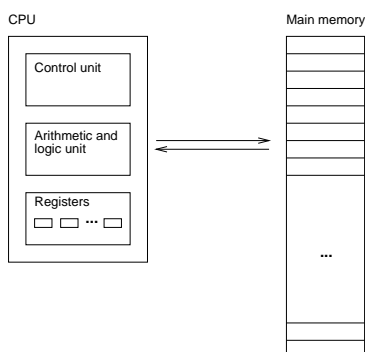 CPU
Main memory
Control unit
Arithmetic and
logic unit
Registers
...
...